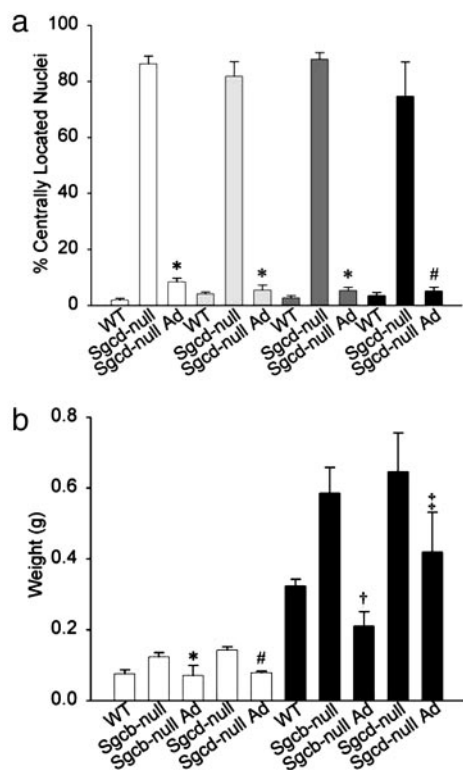 a
100
80
60
40
20
0
% Centrally Located Nuclei
* * * #
WT Sgcd-null Sgcd-null Ad WT Sgcd-null Sgcd-null Ad WT Sgcd-null Sgcd-null Ad WT Sgcd-null Sgcd-null Ad
b
0.8
0.6
0.4
0.2
0.0
Weight (g)
* # † ‡
WT Sgcb-null Sgcb-null Ad Sgcd-null Sgcd-null Ad WT Sgcb-null Sgcb-null Ad Sgcd-null Sgcd-null Ad